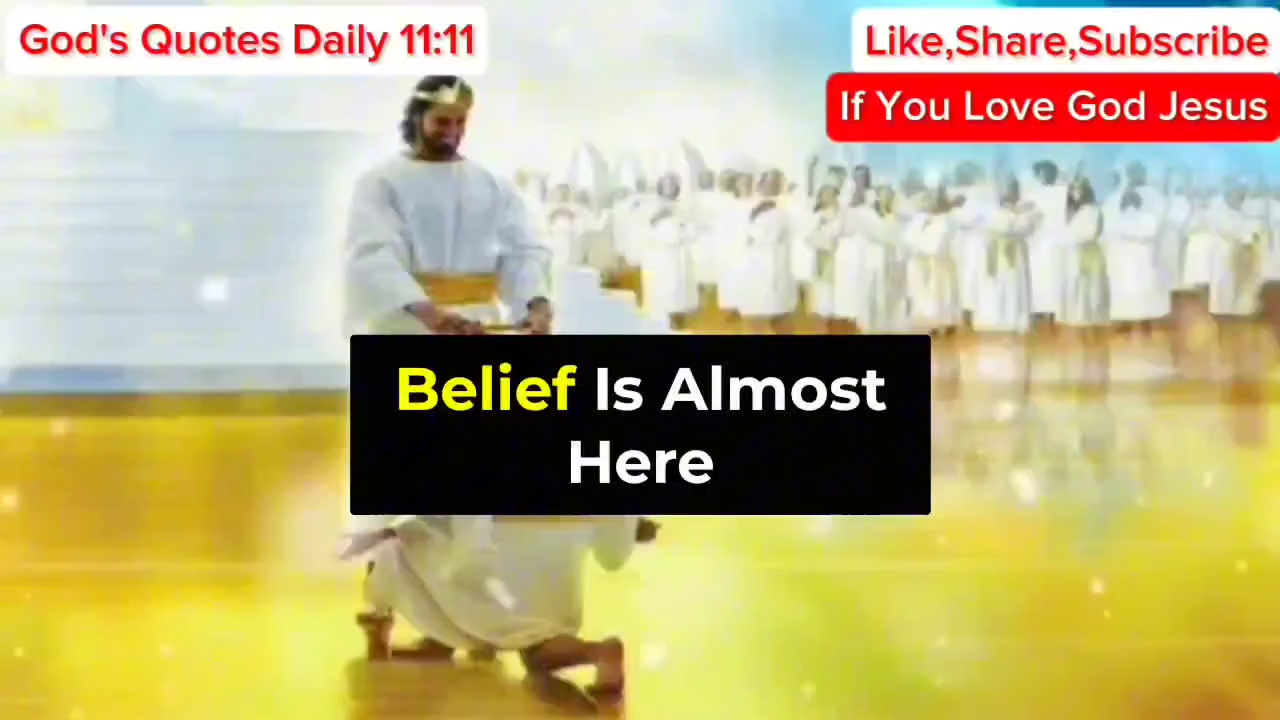 God's Quotes Daily 11:11
Like,Share,Subscribe
If You Love God Jesus
Belief Is Almost
Here